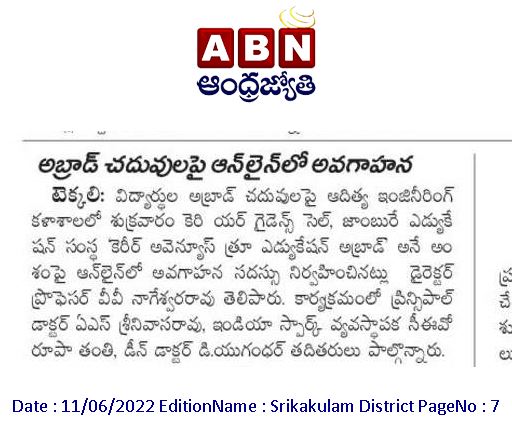 ABN
ఆంధ్రజ్యోతి
అబ్రాడ్ చదువులపై ఆన్‌లైన్‌లో అవగాహన
టెక్కలి: విద్యార్థుల అబ్రాడ్ చదువులపై ఆదిత్య ఇంజినీరింగ్
కళాశాలలో శుక్రవారం కెరి యర్ గైడెన్స్ సెల్, జాంబురే ఎడ్యుకే
షన్ సంస్థ 'కెరీర్ అవెన్యూస్ త్రూ ఎడ్యుకేషన్ అబ్రాడ్' అనే అం
శంపై ఆన్‌లైన్‌లో అవగాహన సదస్సు నిర్వహించినట్లు డైరెక్టర్
ప్రొఫెసర్ వీవీ నాగేశ్వరరావు తెలిపారు. కార్యక్రమంలో ప్రిన్సిపాల్
డాక్టర్ ఏఎస్ శ్రీనివాసరావు, ఇండియా స్పార్క్ వ్యవస్థాపక సీఈవో
రూపా తంతి, డీన్ డాక్టర్ డి.యుగంధర్ తదితరులు పాల్గొన్నారు.
Date : 11/06/2022 EditionName : Srikakulam District PageNo : 7